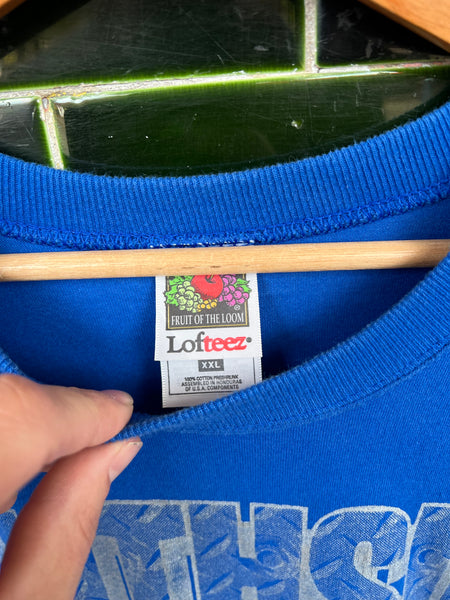 FRUIT OF THE LOOM®
Lofteez®
XXL
100% COTTON PRESHRUNK
ASSEMBLED IN HONDURAS
OF U.S.A. COMPONENTS